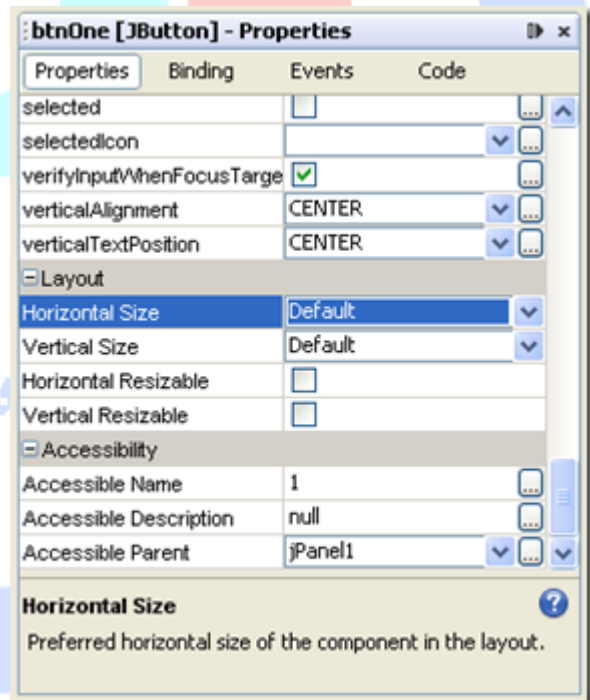 btnOne [JButton] - Properties
Properties Binding Events Code
selected ...
selectedIcon ...
verifyInputWhenFocusTarge ...
verticalAlignment CENTER ...
verticalTextPosition CENTER ...
Layout
Horizontal Size Default
Vertical Size Default
Horizontal Resizable
Vertical Resizable
Accessibility
Accessible Name 1 ...
Accessible Description null ...
Accessible Parent jPanel1 ...
Horizontal Size ?
Preferred horizontal size of the component in the layout.